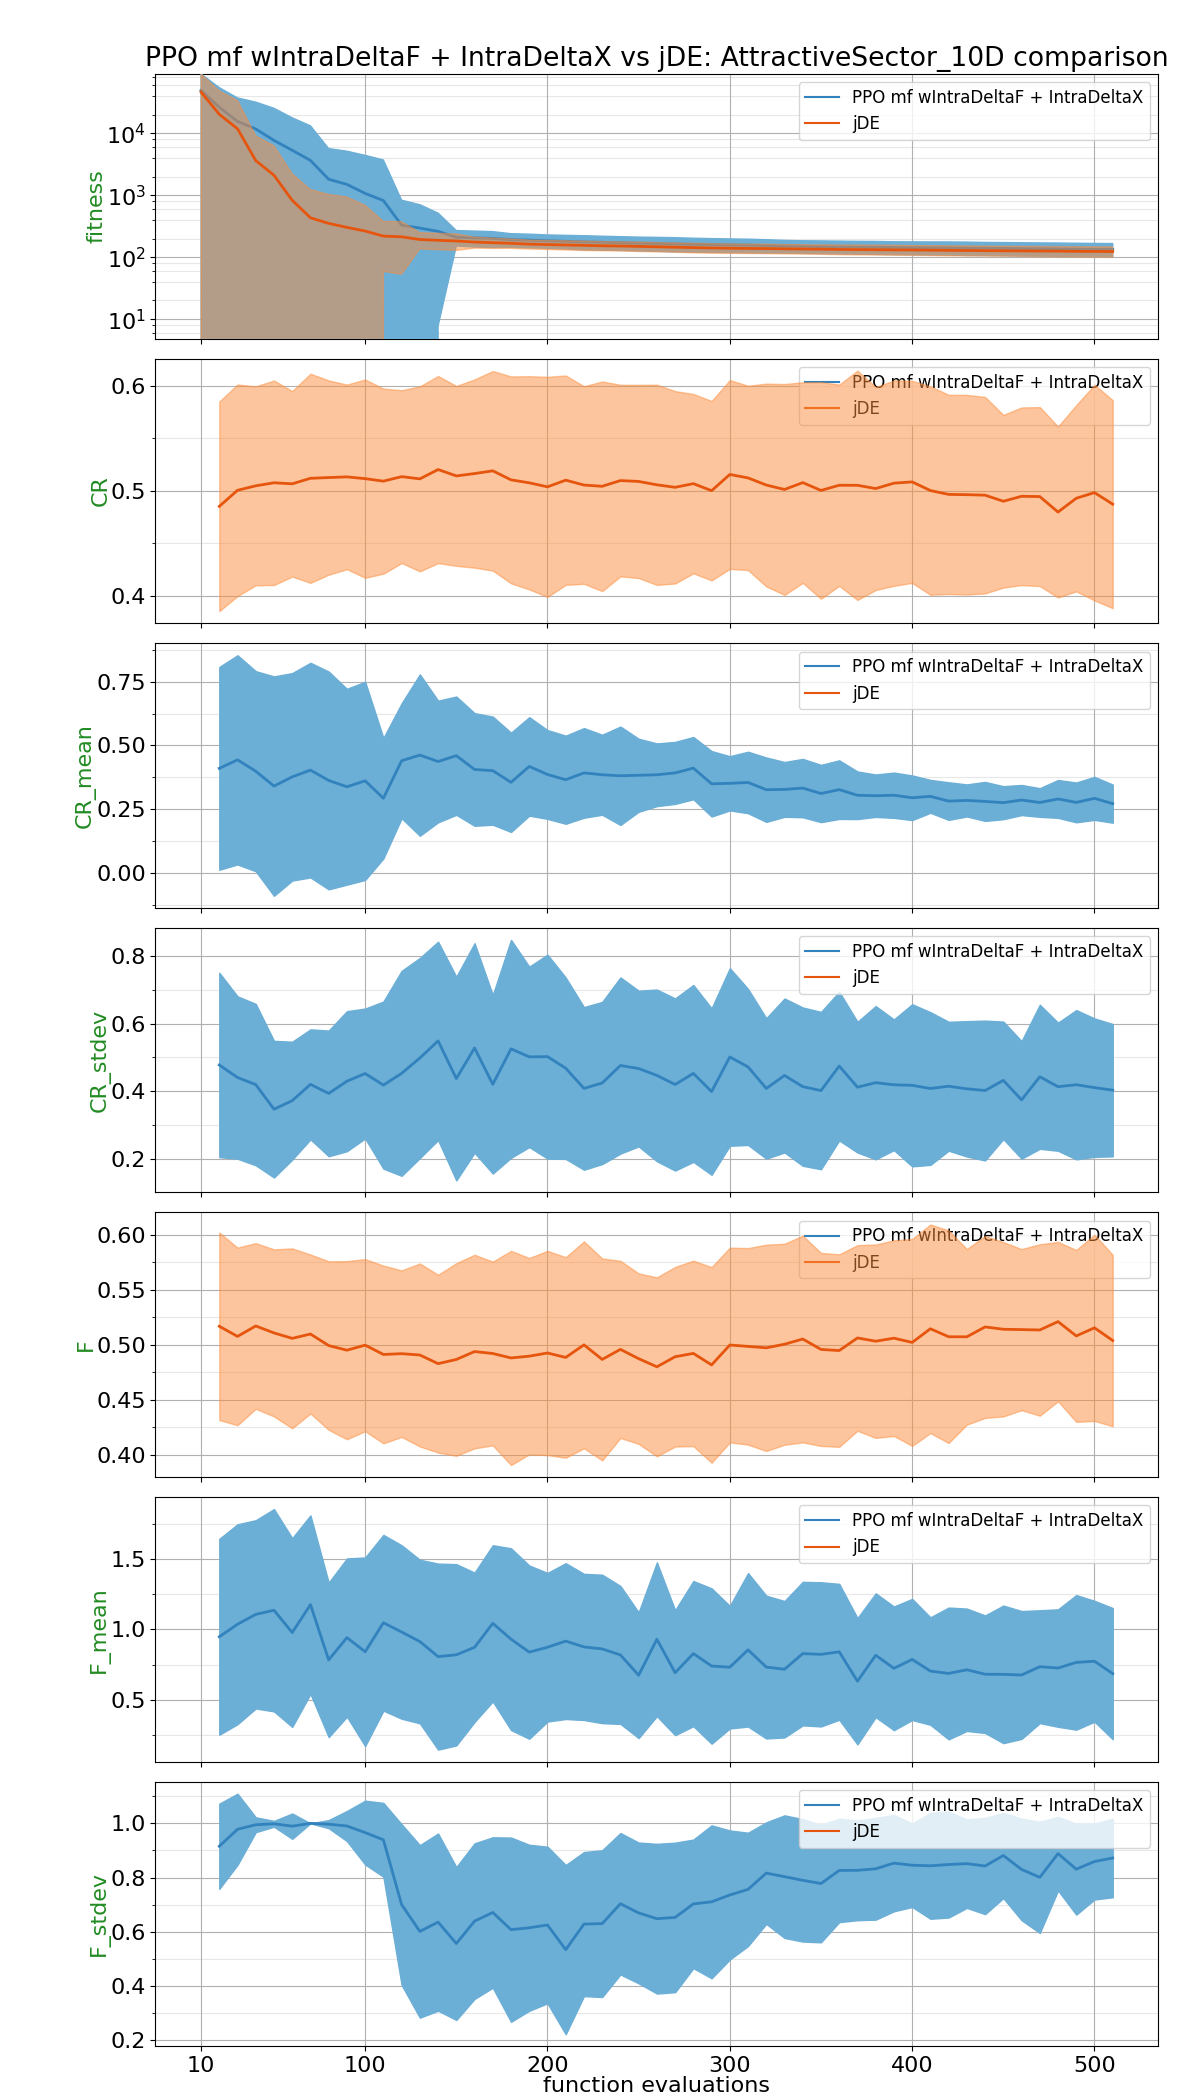 PPO mf wIntraDeltaF + IntraDeltaX vs jDE: AttractiveSector_10D comparison
PPO mf wIntraDeltaF + IntraDeltaX
jDE
fitness
10^4
10^3
10^2
10^1
PPO mf wIntraDeltaF + IntraDeltaX
jDE
CR
0.6
0.5
0.4
PPO mf wIntraDeltaF + IntraDeltaX
jDE
CR_mean
0.75
0.50
0.25
0.00
PPO mf wIntraDeltaF + IntraDeltaX
jDE
CR_stdev
0.8
0.6
0.4
0.2
PPO mf wIntraDeltaF + IntraDeltaX
jDE
F
0.60
0.55
0.50
0.45
0.40
PPO mf wIntraDeltaF + IntraDeltaX
jDE
F_mean
1.5
1.0
0.5
PPO mf wIntraDeltaF + IntraDeltaX
jDE
F_stdev
1.0
0.8
0.6
0.4
0.2
10 100 200 300 400 500
function evaluations